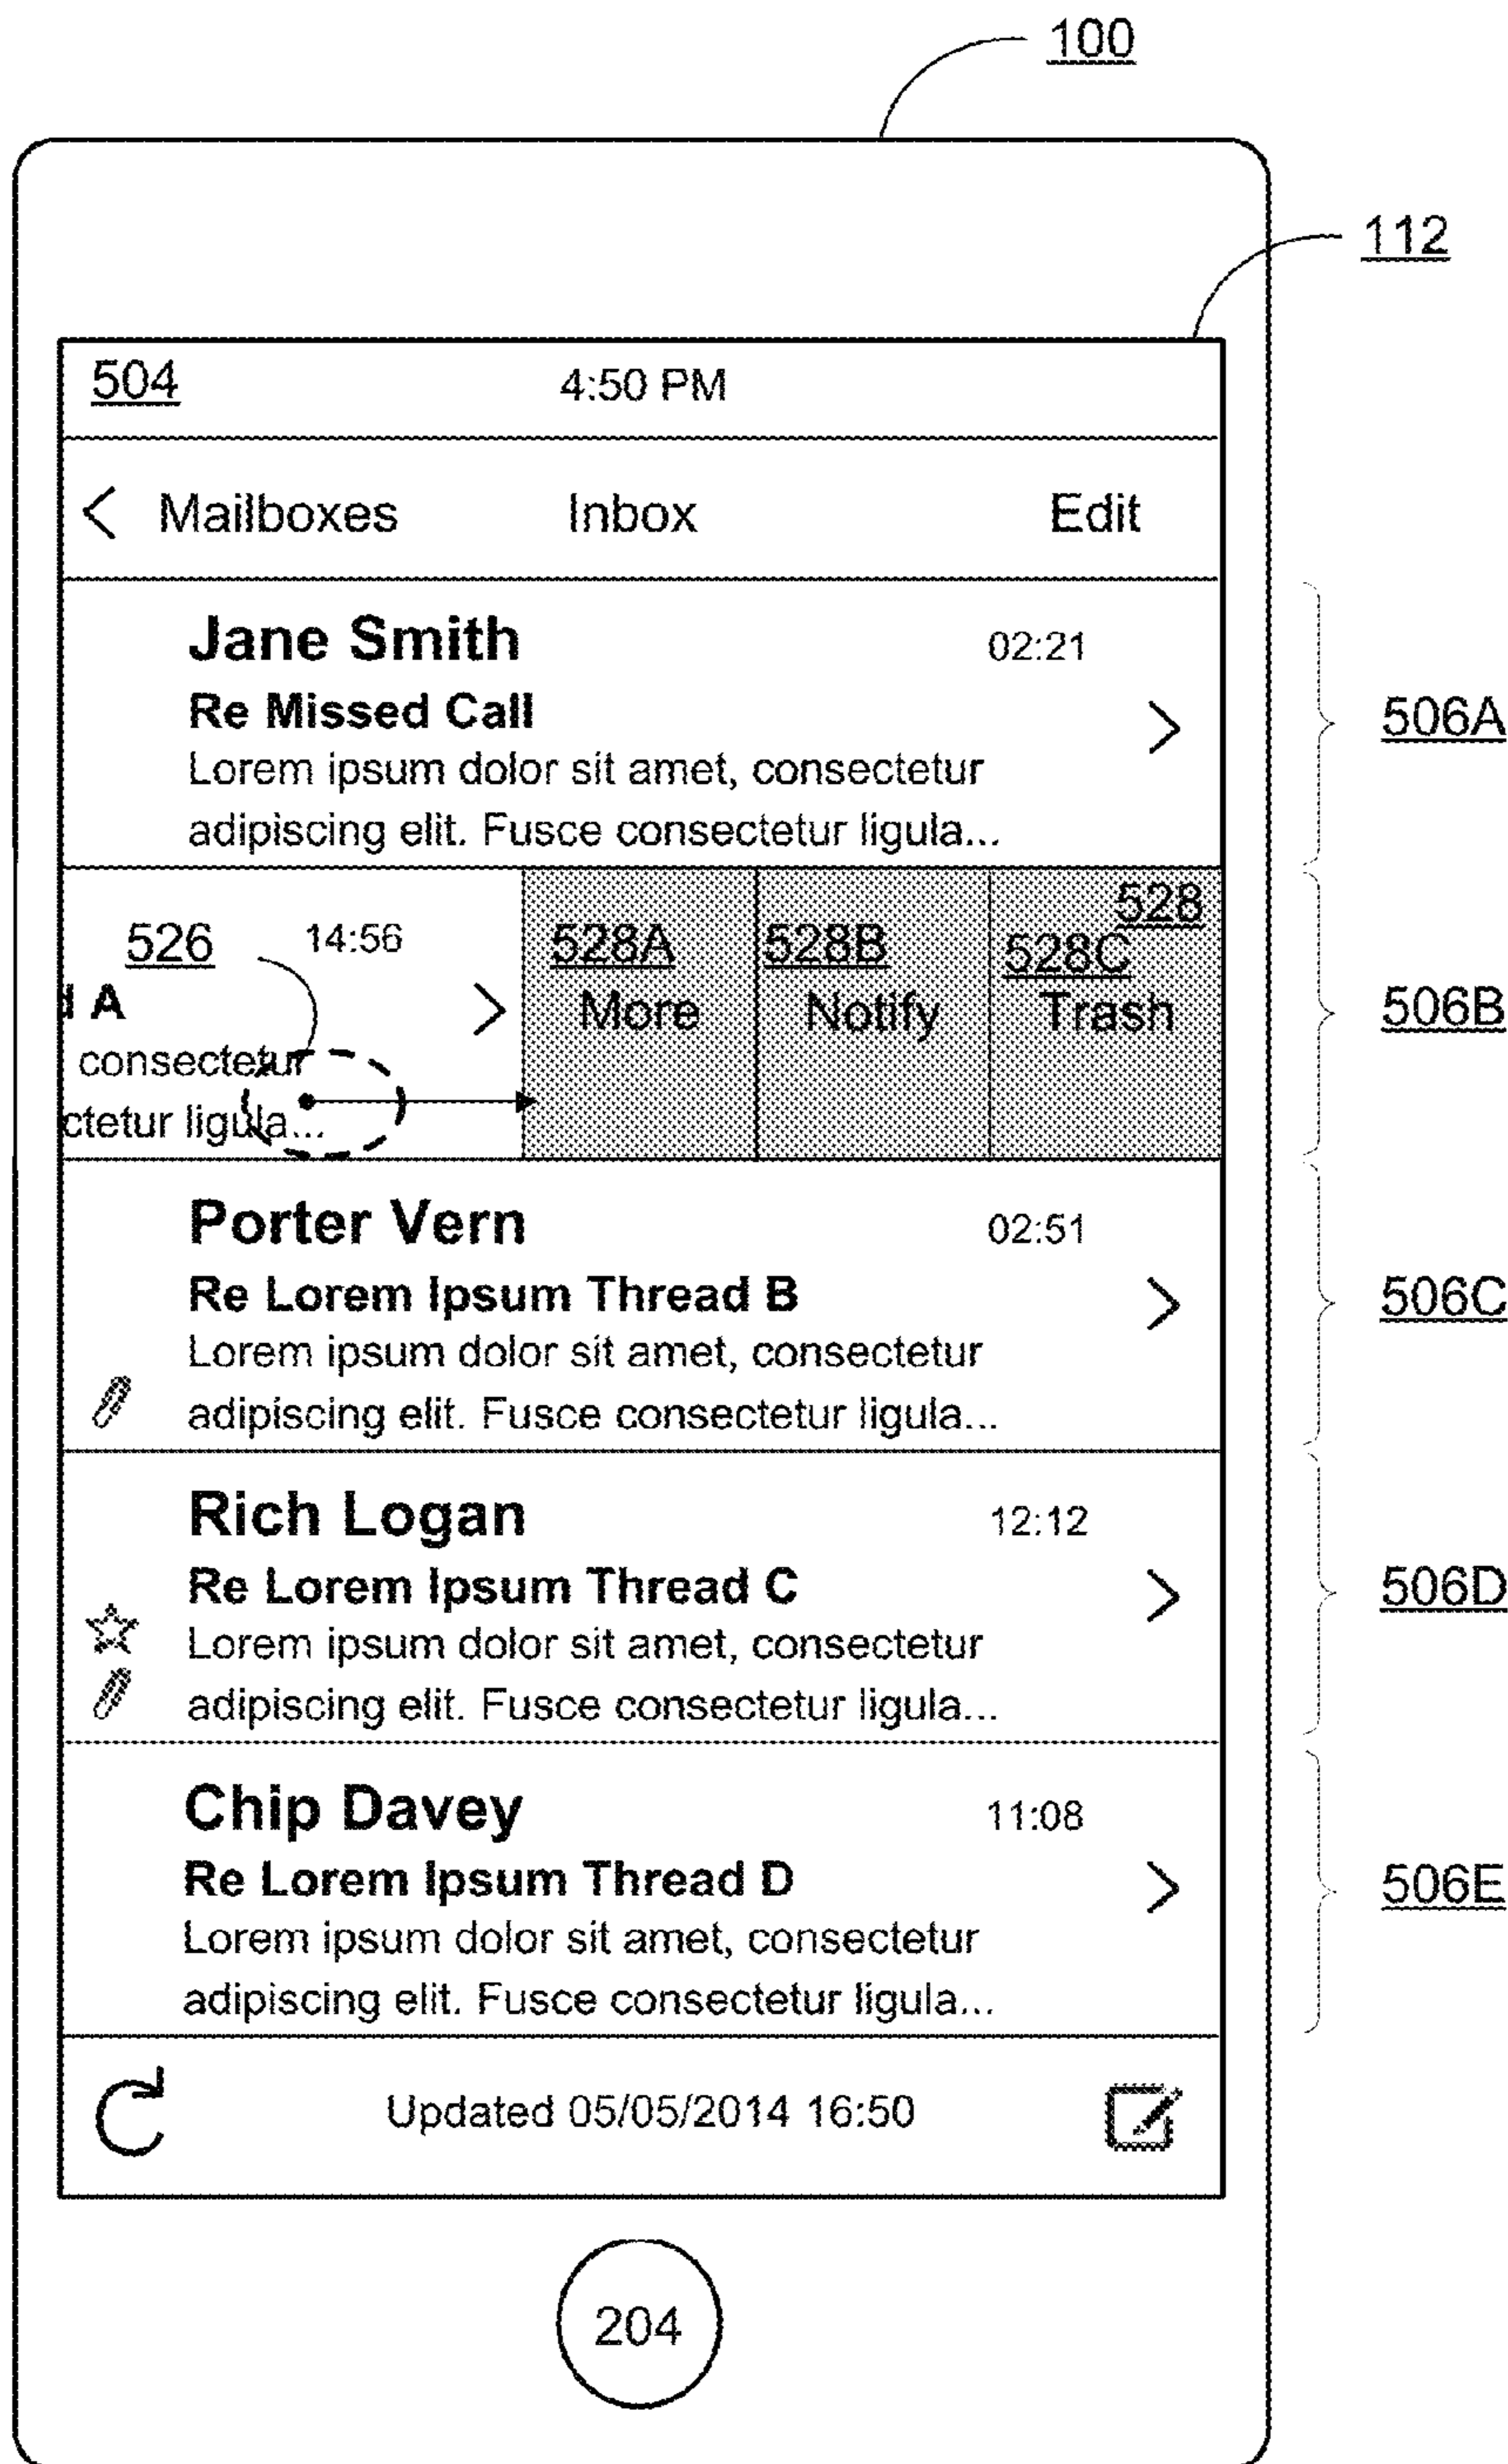 100
112
504 4:50 PM
< Mailboxes Inbox Edit
Jane Smith 02:21
Re Missed Call
Lorem ipsum dolor sit amet, consectetur
adipiscing elit. Fusce consectetur ligula...
506A
528
526 14:56 528A 528B 528C
d A More Notify Trash
506B
consectetur
ctetur ligula...
Porter Vern 02:51
Re Lorem Ipsum Thread B
506C
Lorem ipsum dolor sit amet, consectetur
adipiscing elit. Fusce consectetur ligula...
Rich Logan 12:12
Re Lorem Ipsum Thread C
506D
Lorem ipsum dolor sit amet, consectetur
adipiscing elit. Fusce consectetur ligula...
Chip Davey 11:08
Re Lorem Ipsum Thread D
506E
Lorem ipsum dolor sit amet, consectetur
adipiscing elit. Fusce consectetur ligula...
Updated 05/05/2014 16:50
204